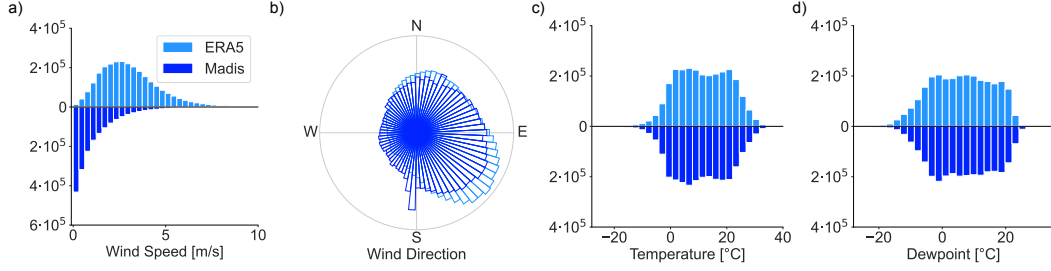 a)
4·10⁵
2·10⁵
0
2·10⁵
4·10⁵
6·10⁵
0
5
10
Wind Speed [m/s]
ERA5
Madis
b)
N
W
E
S
Wind Direction
c)
4·10⁵
2·10⁵
0
2·10⁵
4·10⁵
−20
0
20
40
Temperature [°C]
d)
4·10⁵
2·10⁵
0
2·10⁵
4·10⁵
−20
0
20
Dewpoint [°C]